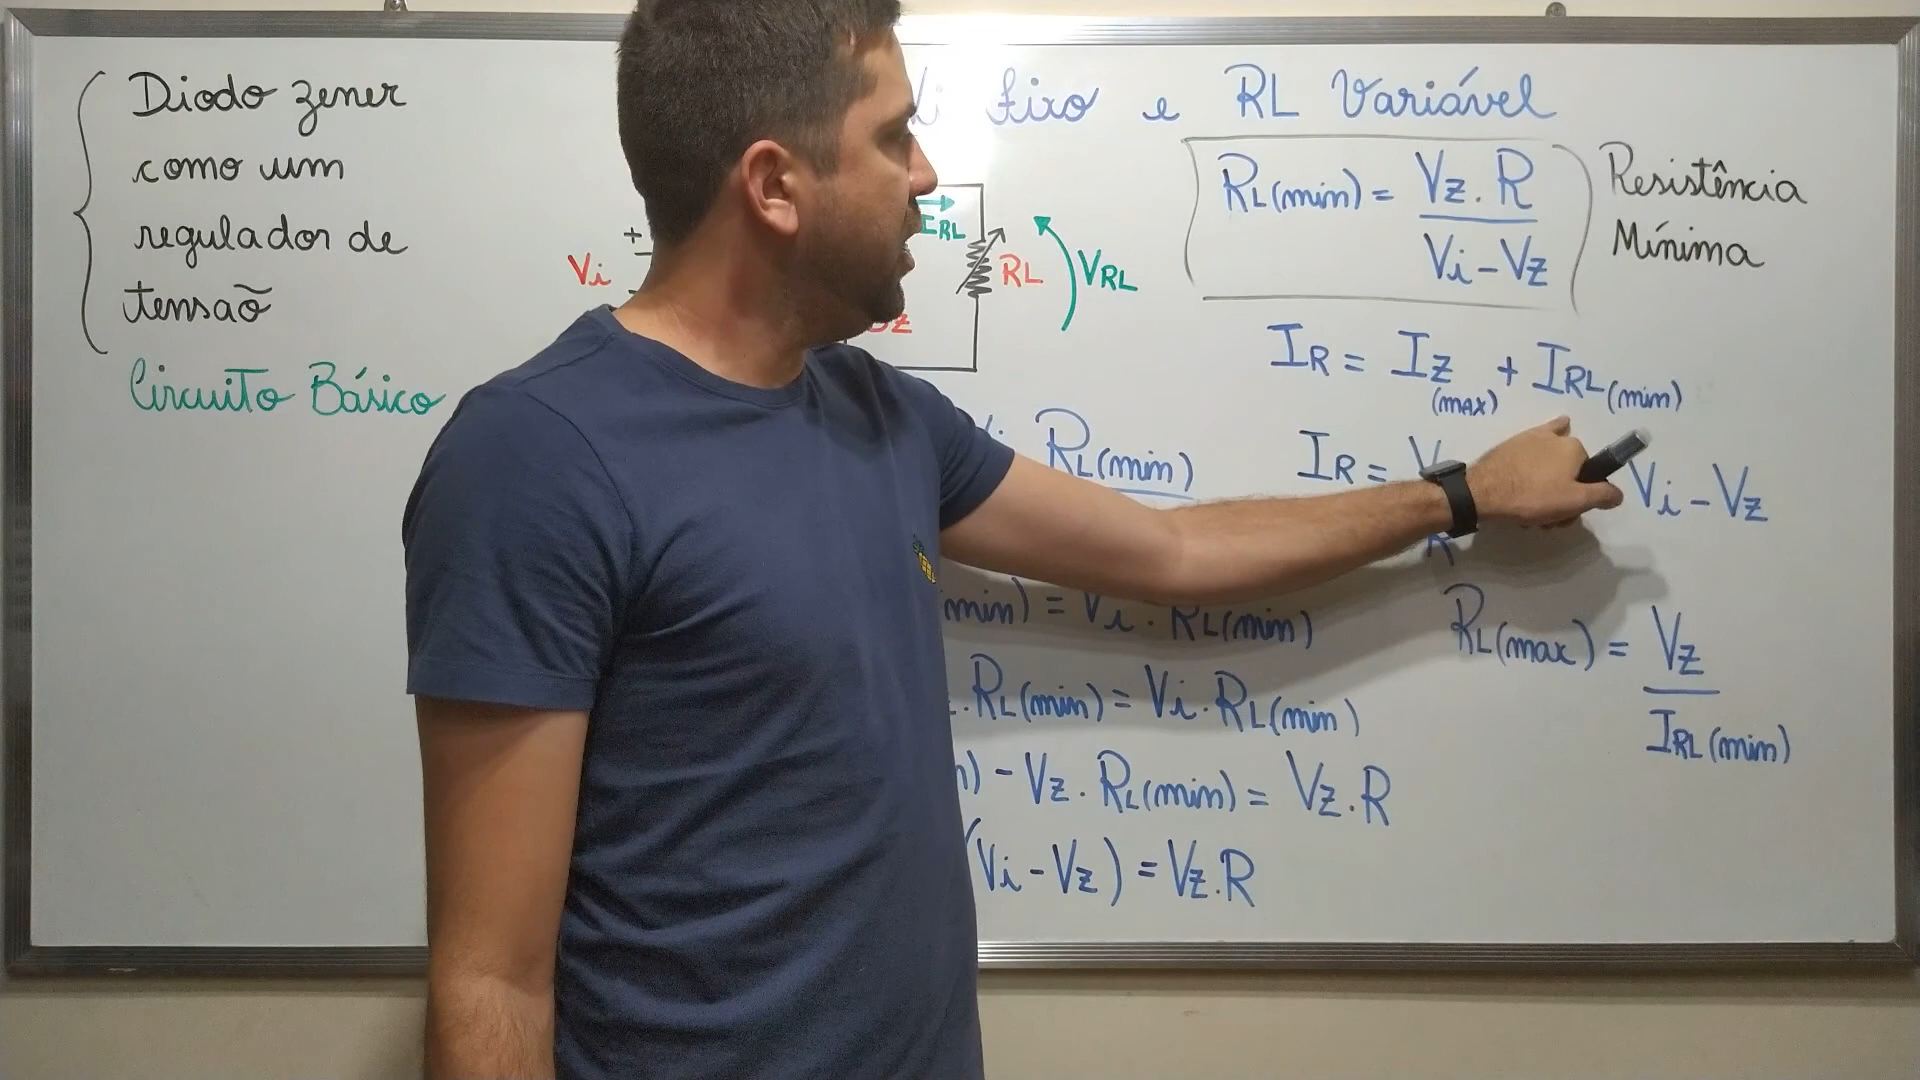 Diodo zener
como um
regulador de
tensaõ
Circuito Básico
Vi fixo e RL Variável
+
Vi
IRL
RL
VRL
Dz
RL(min) = Vz . R
Vi - Vz
Resistência
Mínima
IR = Iz (MAX) + IRL(min)
IR = V
R
Vi - Vz
RL(max) = Vz
IRL(min)
RL(min)
min) = Vi . RL(min)
. RL(min) = Vi . RL(min)
) - Vz . RL(min) = Vz . R
(Vi - Vz) = Vz . R